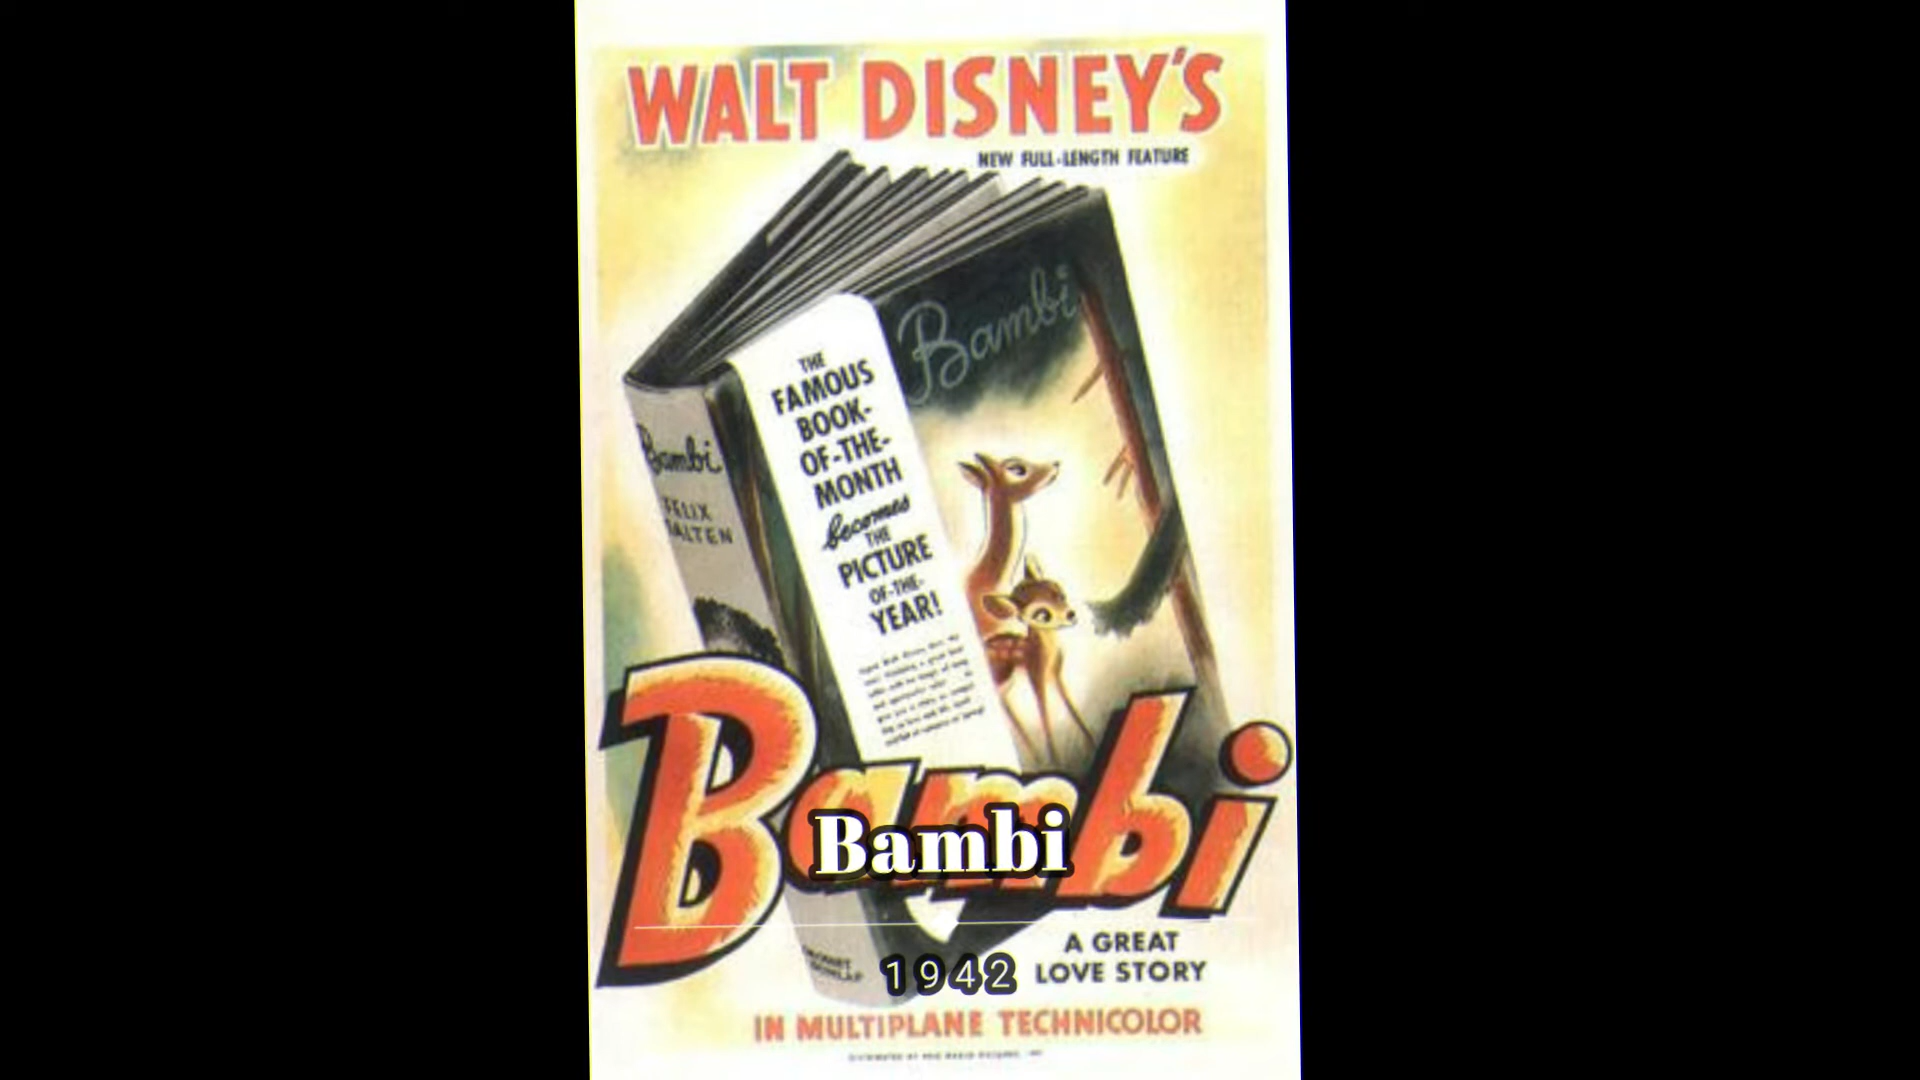 WALT DISNEY'S
NEW FULL-LENGTH FEATURE
Bambi
THE
FAMOUS
BOOK-
OF-THE-
MONTH
becomes
THE
PICTURE
OF-THE-
YEAR!
Bambi
FELIX
SALTEN
Bambi
Bambi
A GREAT
LOVE STORY
1942
IN MULTIPLANE TECHNICOLOR